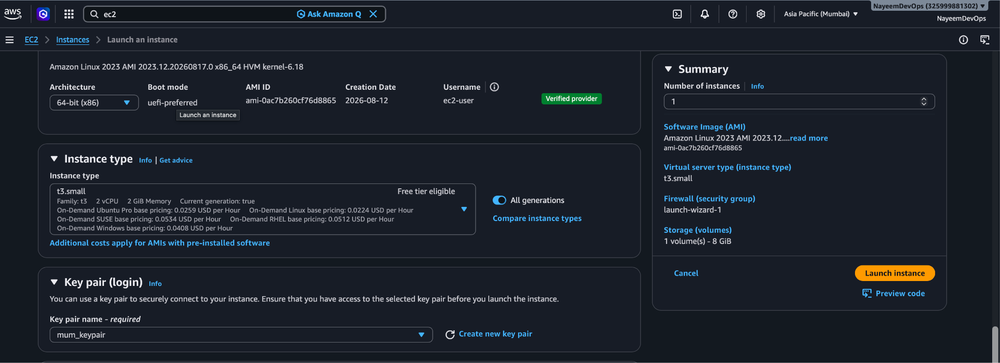 aws
ec2
Ask Amazon Q
Asia Pacific (Mumbai)
NayeemDevOps (325999881302)
NayeemDevOps
EC2
Instances
Launch an instance
Amazon Linux 2023 AMI 2023.12.20260817.0 x86_64 HVM kernel-6.18
Architecture
64-bit (x86)
Boot mode
uefi-preferred
AMI ID
ami-0ac7b260cf76d8865
Creation Date
2026-08-12
Username
ec2-user
Verified provider
Launch an instance
Instance type Info | Get advice
Instance type
t3.small Free tier eligible
Family: t3 2 vCPU 2 GiB Memory Current generation: true
On-Demand Ubuntu Pro base pricing: 0.0259 USD per Hour On-Demand Linux base pricing: 0.0224 USD per Hour
On-Demand SUSE base pricing: 0.0534 USD per Hour On-Demand RHEL base pricing: 0.0512 USD per Hour
On-Demand Windows base pricing: 0.0408 USD per Hour
All generations
Compare instance types
Additional costs apply for AMIs with pre-installed software
Key pair (login) Info
You can use a key pair to securely connect to your instance. Ensure that you have access to the selected key pair before you launch the instance.
Key pair name - required
mum_keypair
Create new key pair
Summary
Number of instances Info
1
Software Image (AMI)
Amazon Linux 2023 AMI 2023.12....read more
ami-0ac7b260cf76d8865
Virtual server type (instance type)
t3.small
Firewall (security group)
launch-wizard-1
Storage (volumes)
1 volume(s) - 8 GiB
Cancel
Launch instance
Preview code